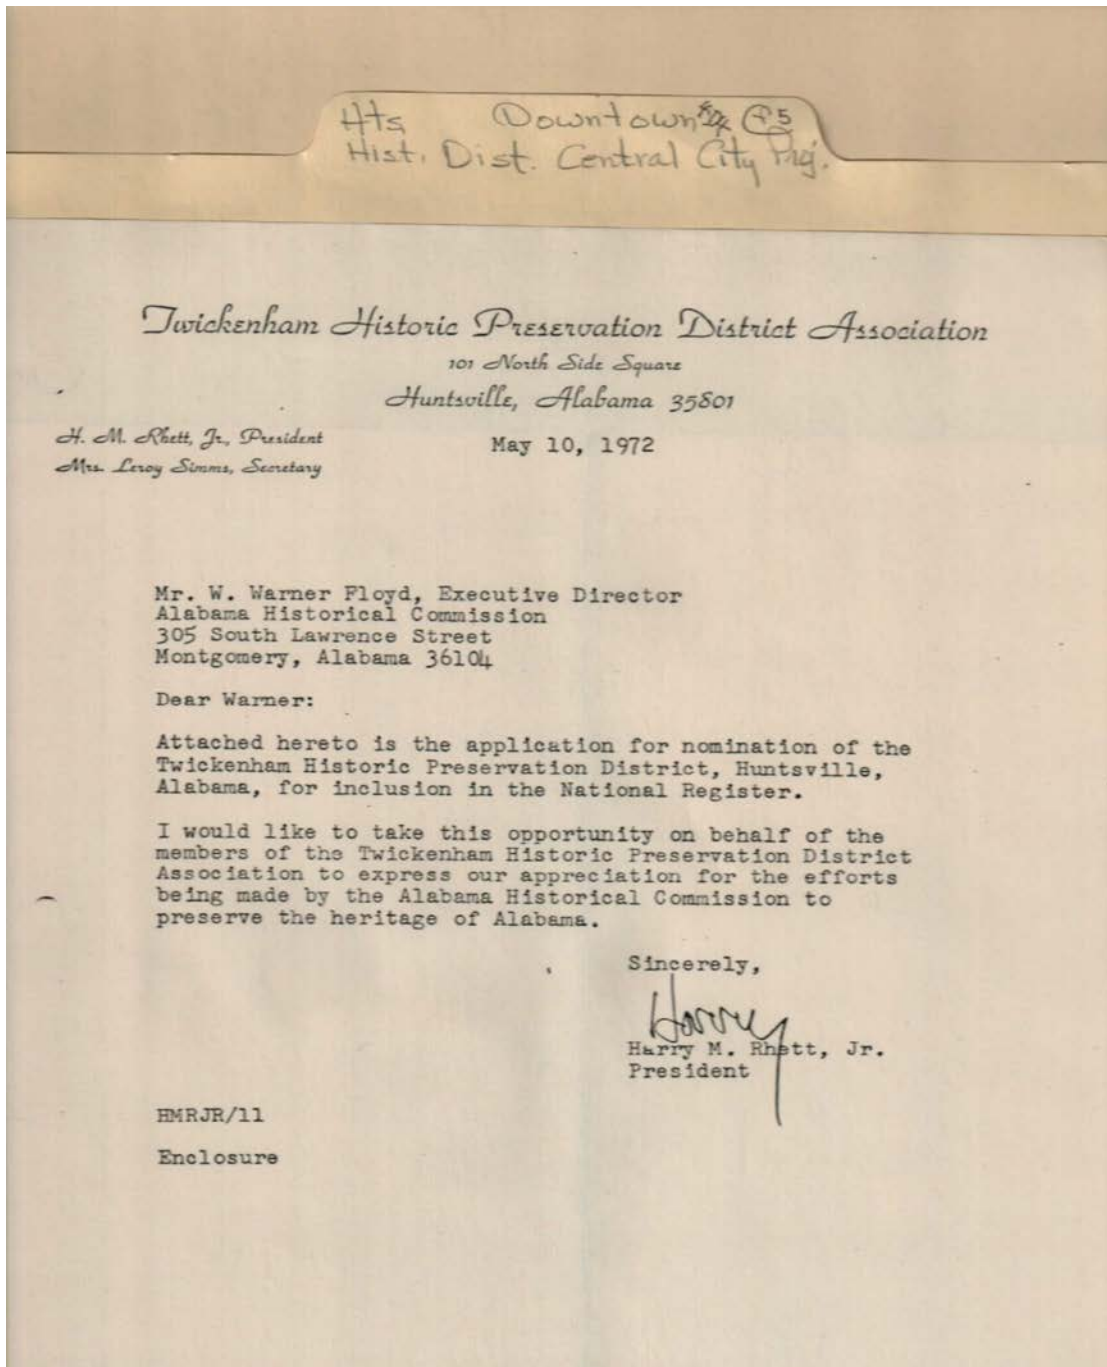 Hts Downtown
Hist. Dist. Central City Proj.
Twickenham Historic Preservation District Association
101 North Side Square
Huntsville, Alabama 35801
H. M. Rhett, Jr., President
Mrs. Leroy Simms, Secretary
May 10, 1972
Mr. W. Warner Floyd, Executive Director
Alabama Historical Commission
305 South Lawrence Street
Montgomery, Alabama 36104
Dear Warner:
Attached hereto is the application for nomination of the
Twickenham Historic Preservation District, Huntsville,
Alabama, for inclusion in the National Register.
I would like to take this opportunity on behalf of the
members of the Twickenham Historic Preservation District
Association to express our appreciation for the efforts
being made by the Alabama Historical Commission to
preserve the heritage of Alabama.
Sincerely,
Harry
Harry M. Rhett, Jr.
President
HMRJR/ll
Enclosure